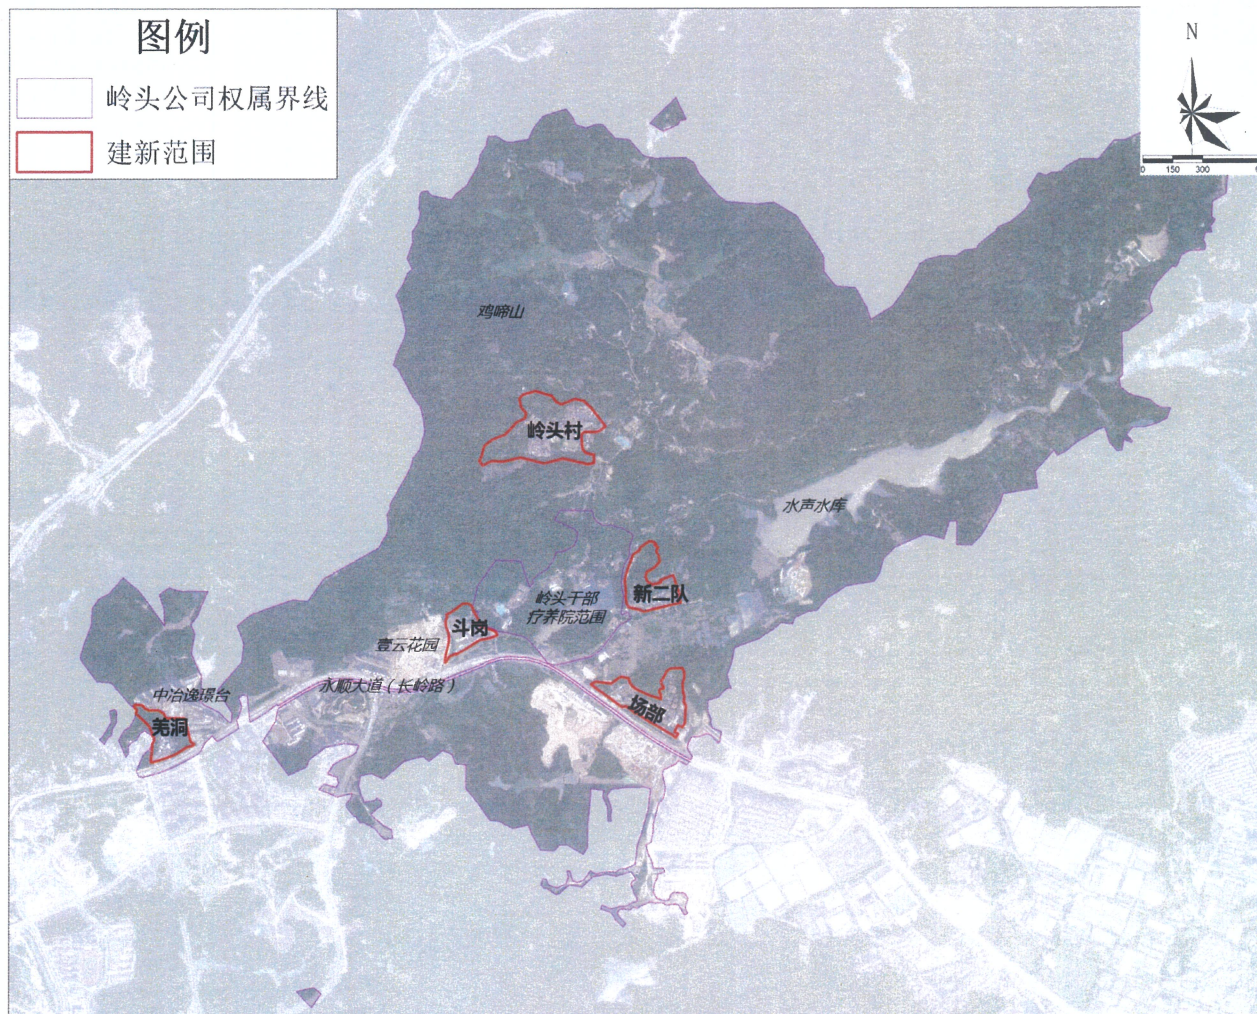 图例
岭头公司权属界线
建新范围
N
0 150 300
鸡啼山
岭头村
水声水库
新二队
岭头干部
疗养院范围
斗岗
壹云花园
永顺大道（长岭路）
中冶逸璟台
羌洞
场部